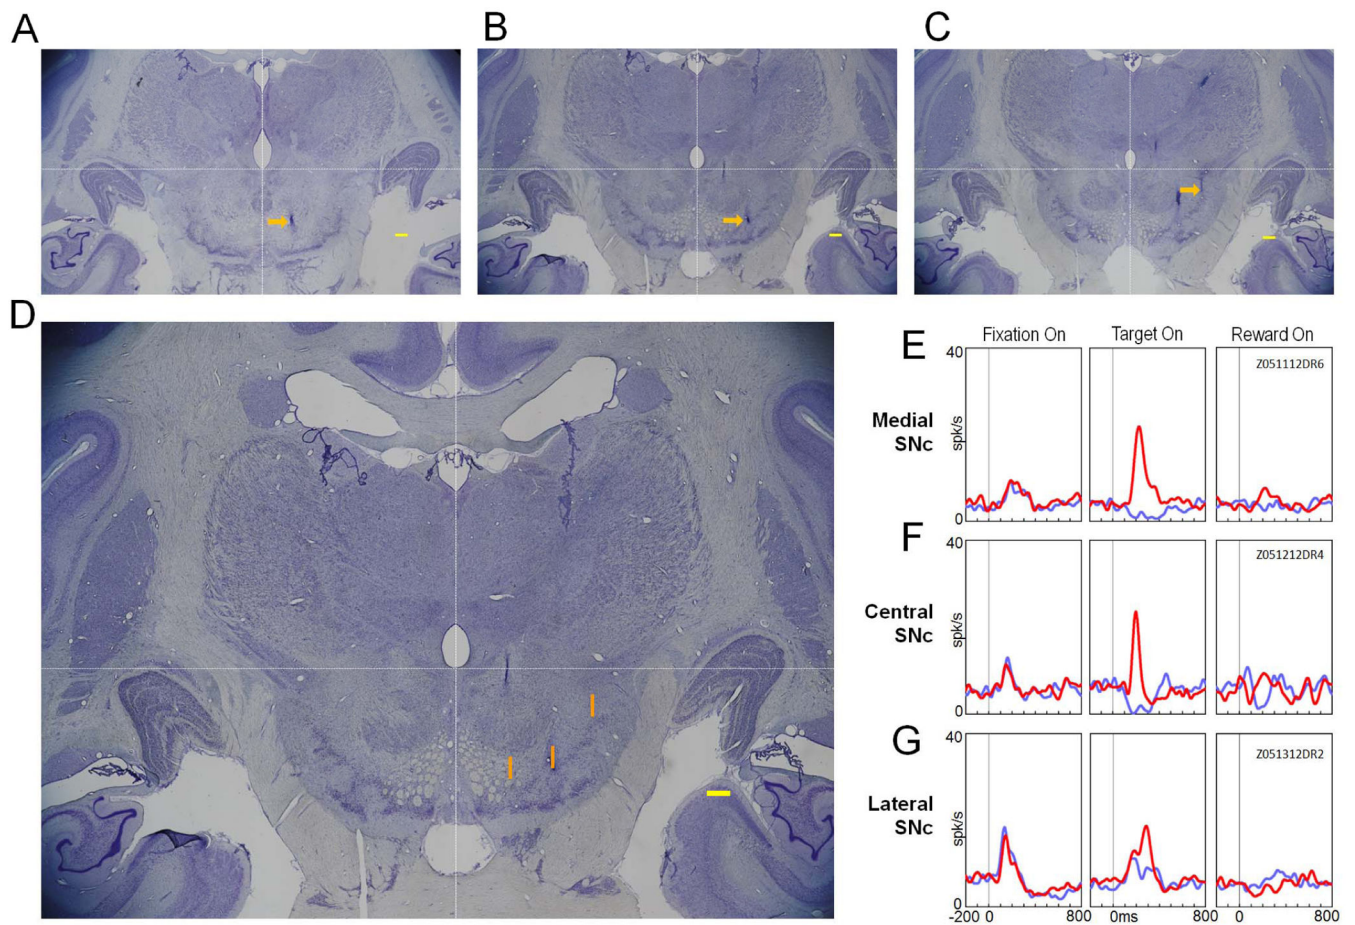 A
B
C
D
Fixation On Target On Reward On
E
40
Z051112DR6
Medial
SNc
spk/s
0
F
40
Z051212DR4
Central
SNc
spk/s
0
G
40
Z051312DR2
Lateral
SNc
spk/s
0
-200 0 800 0ms 800 0 800